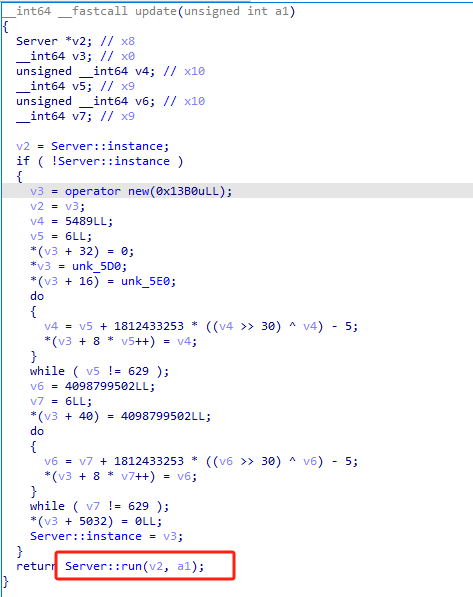 __int64 __fastcall update(unsigned int a1)
{
  Server *v2; // x8
  __int64 v3; // x0
  unsigned __int64 v4; // x10
  __int64 v5; // x9
  unsigned __int64 v6; // x10
  __int64 v7; // x9

  v2 = Server::instance;
  if ( !Server::instance )
  {
    v3 = operator new(0x13B0uLL);
    v2 = v3;
    v4 = 5489LL;
    v5 = 6LL;
    *(v3 + 32) = 0;
    *v3 = unk_5D0;
    *(v3 + 16) = unk_5E0;
    do
    {
      v4 = v5 + 1812433253 * ((v4 >> 30) ^ v4) - 5;
      *(v3 + 8 * v5++) = v4;
    }
    while ( v5 != 629 );
    v6 = 4098799502LL;
    v7 = 6LL;
    *(v3 + 40) = 4098799502LL;
    do
    {
      v6 = v7 + 1812433253 * ((v6 >> 30) ^ v6) - 5;
      *(v3 + 8 * v7++) = v6;
    }
    while ( v7 != 629 );
    *(v3 + 5032) = 0LL;
    Server::instance = v3;
  }
  return Server::run(v2, a1);
}